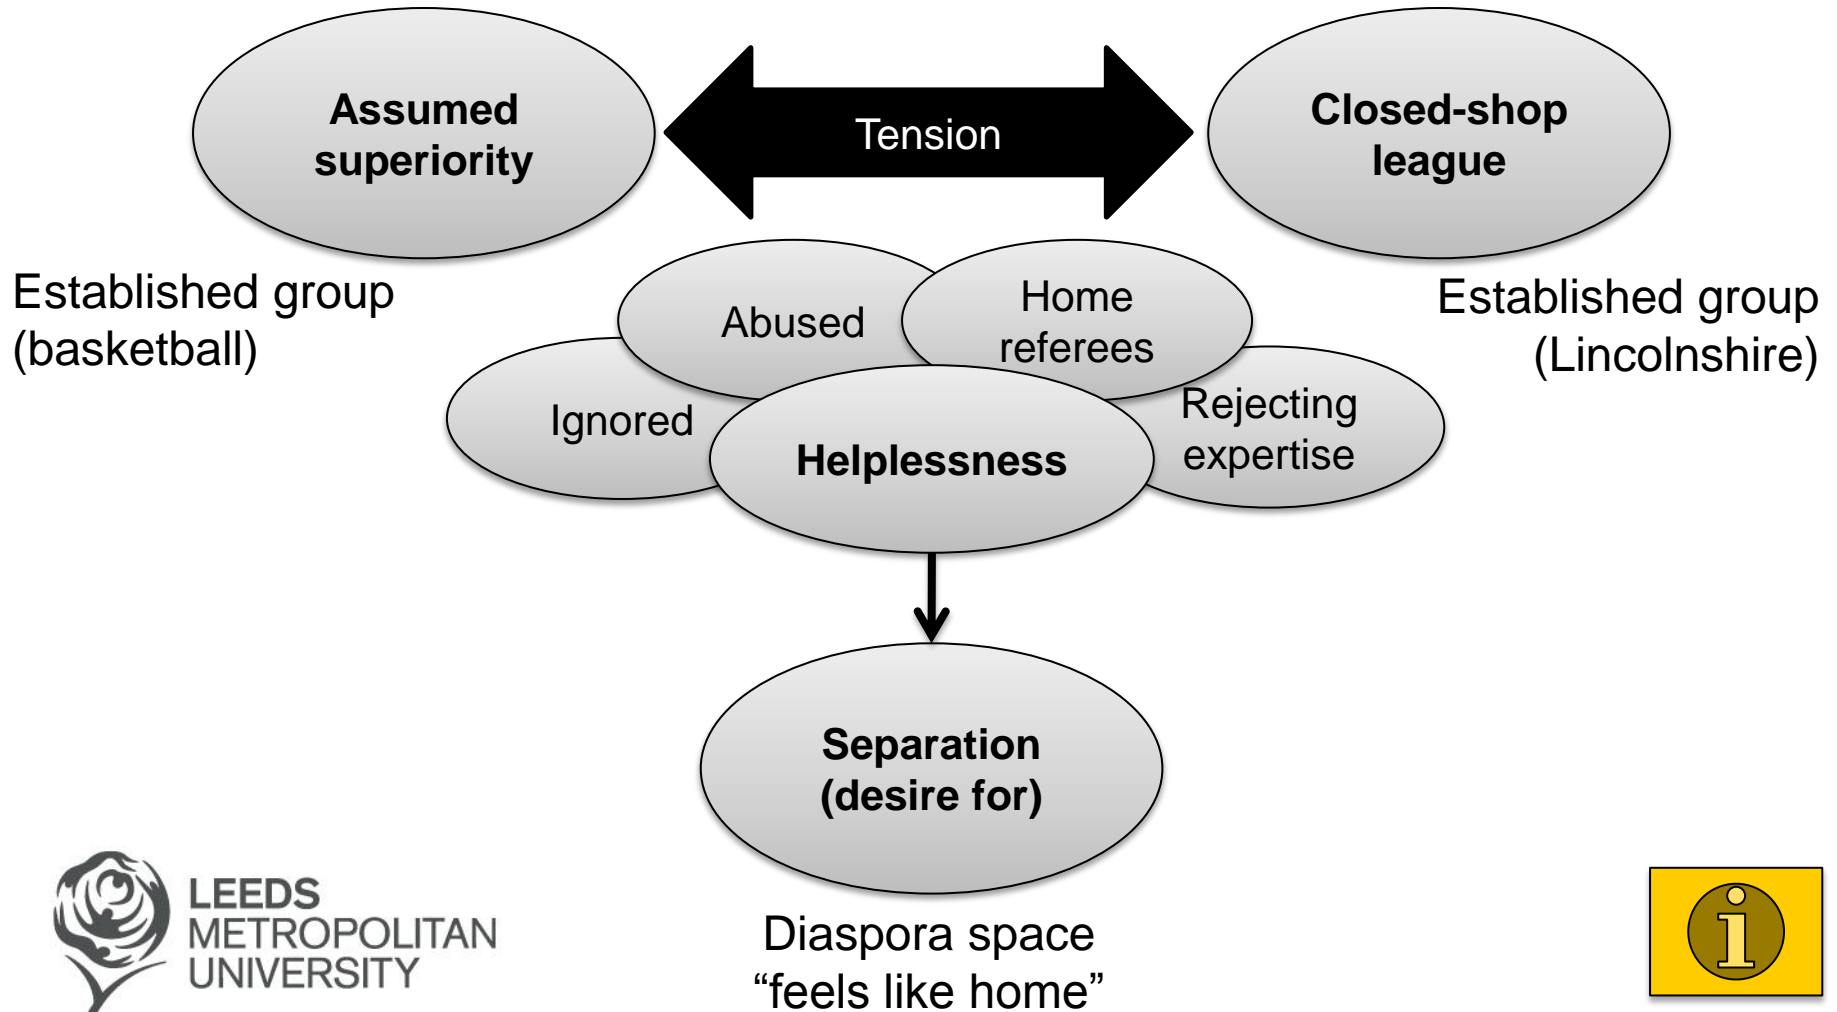 Assumed
superiority
Tension
Closed-shop
league
Established group
(basketball)
Established group
(Lincolnshire)
Abused
Home
referees
Ignored
Rejecting
expertise
Helplessness
Separation
(desire for)
Diaspora space
“feels like home”
LEEDS
METROPOLITAN
UNIVERSITY
i